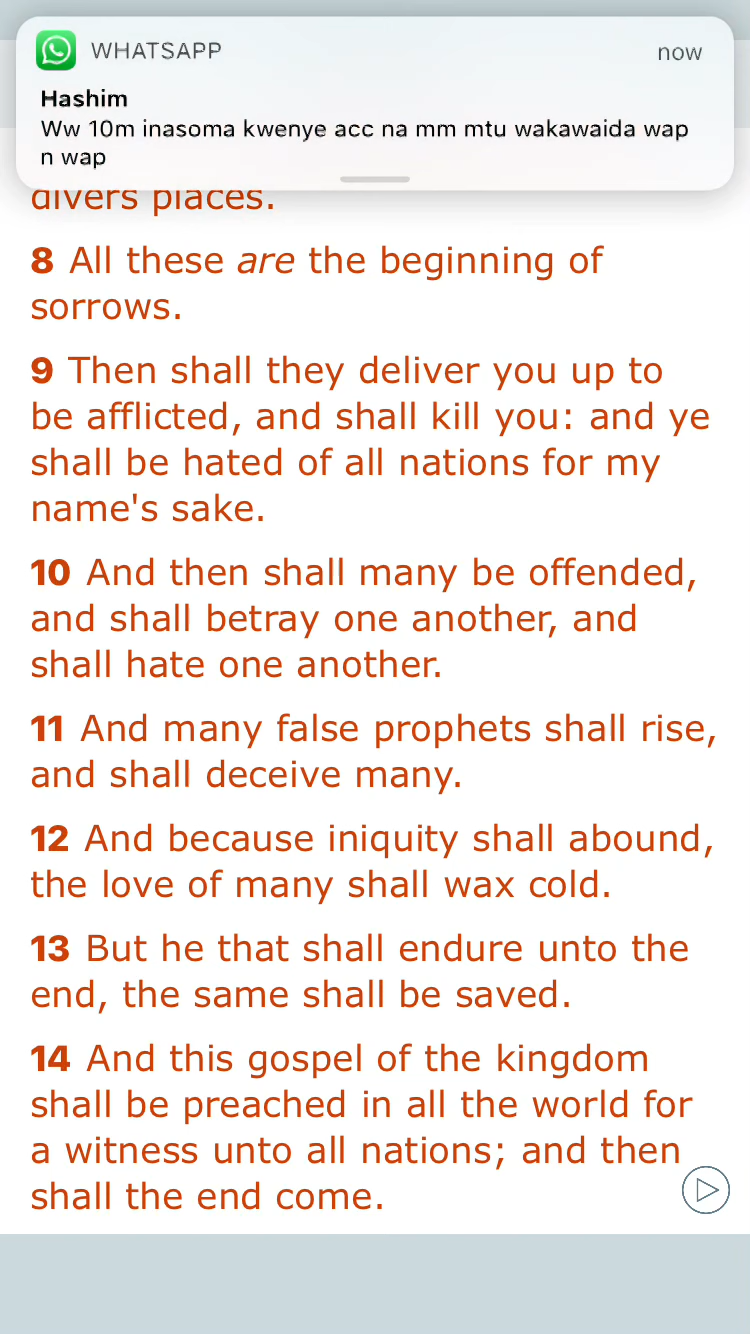 WHATSAPP
now
Hashim
Ww 10m inasoma kwenye acc na mm mtu wakawaida wap
n wap
divers places.
8 All these are the beginning of
sorrows.
9 Then shall they deliver you up to
be afflicted, and shall kill you: and ye
shall be hated of all nations for my
name's sake.
10 And then shall many be offended,
and shall betray one another, and
shall hate one another.
11 And many false prophets shall rise,
and shall deceive many.
12 And because iniquity shall abound,
the love of many shall wax cold.
13 But he that shall endure unto the
end, the same shall be saved.
14 And this gospel of the kingdom
shall be preached in all the world for
a witness unto all nations; and then
shall the end come.